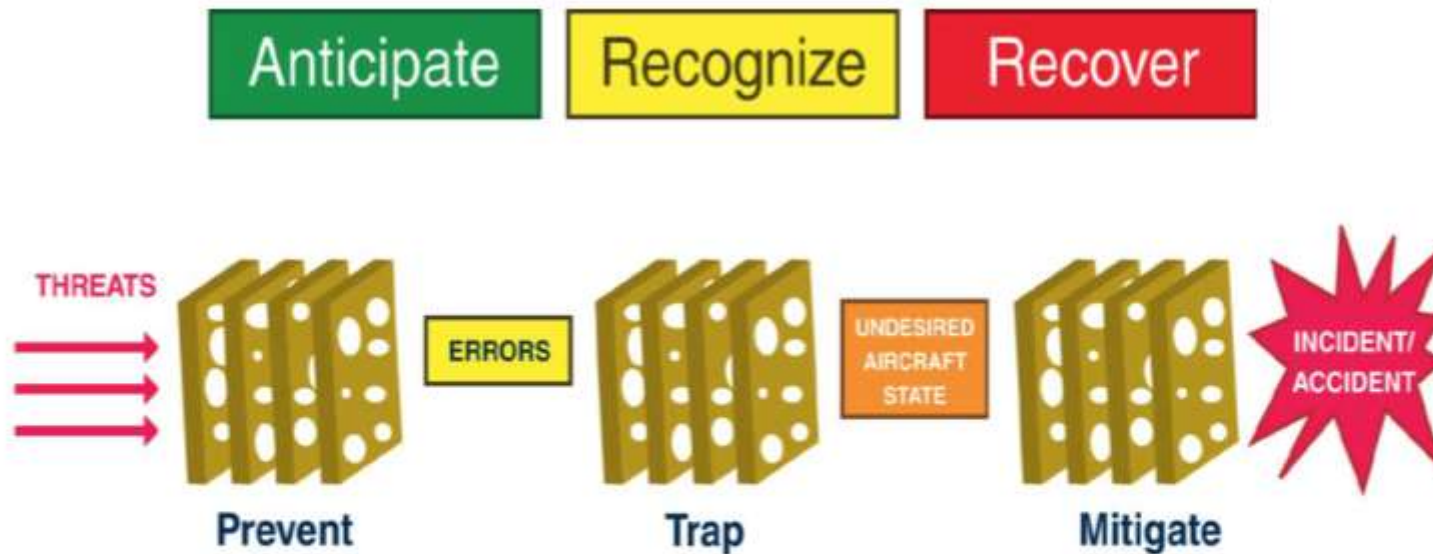 Anticipate
Recognize
Recover
THREATS
ERRORS
UNDESIRED
AIRCRAFT
STATE
INCIDENT/
ACCIDENT
Prevent
Trap
Mitigate